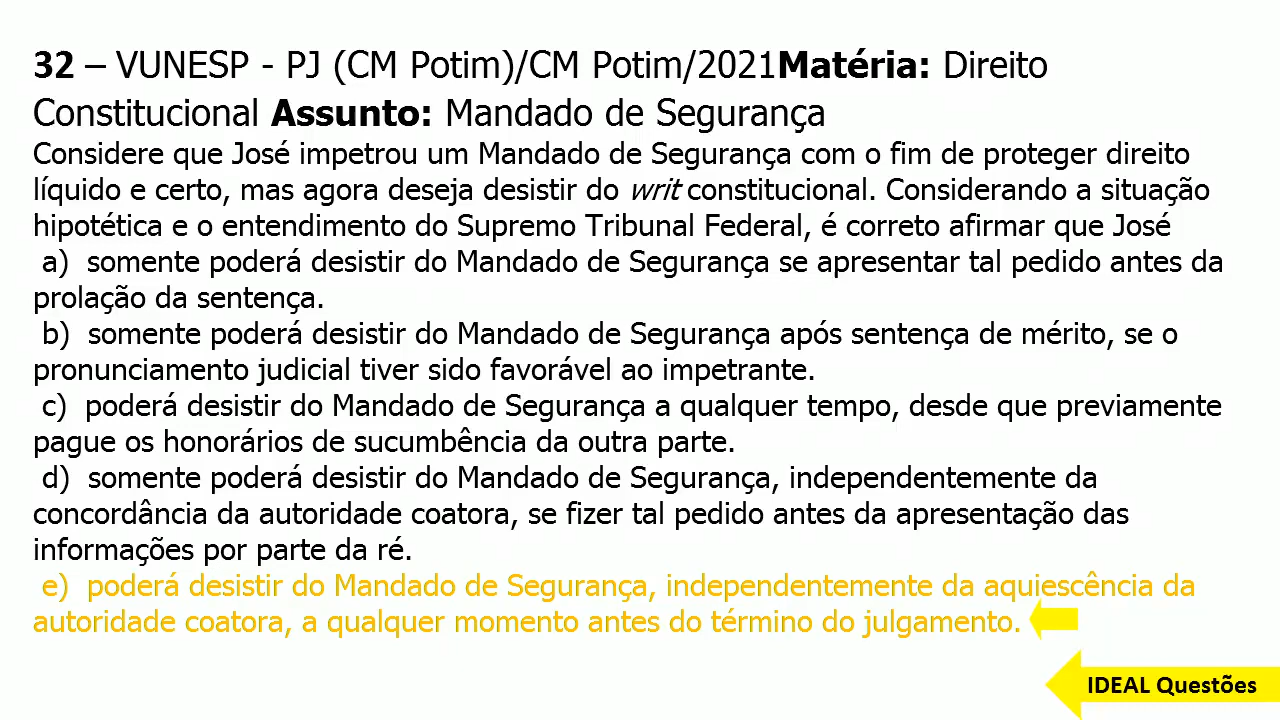 32 – VUNESP - PJ (CM Potim)/CM Potim/2021Matéria: Direito
Constitucional Assunto: Mandado de Segurança
Considere que José impetrou um Mandado de Segurança com o fim de proteger direito
líquido e certo, mas agora deseja desistir do writ constitucional. Considerando a situação
hipotética e o entendimento do Supremo Tribunal Federal, é correto afirmar que José
a) somente poderá desistir do Mandado de Segurança se apresentar tal pedido antes da
prolação da sentença.
b) somente poderá desistir do Mandado de Segurança após sentença de mérito, se o
pronunciamento judicial tiver sido favorável ao impetrante.
c) poderá desistir do Mandado de Segurança a qualquer tempo, desde que previamente
pague os honorários de sucumbência da outra parte.
d) somente poderá desistir do Mandado de Segurança, independentemente da
concordância da autoridade coatora, se fizer tal pedido antes da apresentação das
informações por parte da ré.
e) poderá desistir do Mandado de Segurança, independentemente da aquiescência da
autoridade coatora, a qualquer momento antes do término do julgamento.
IDEAL Questões